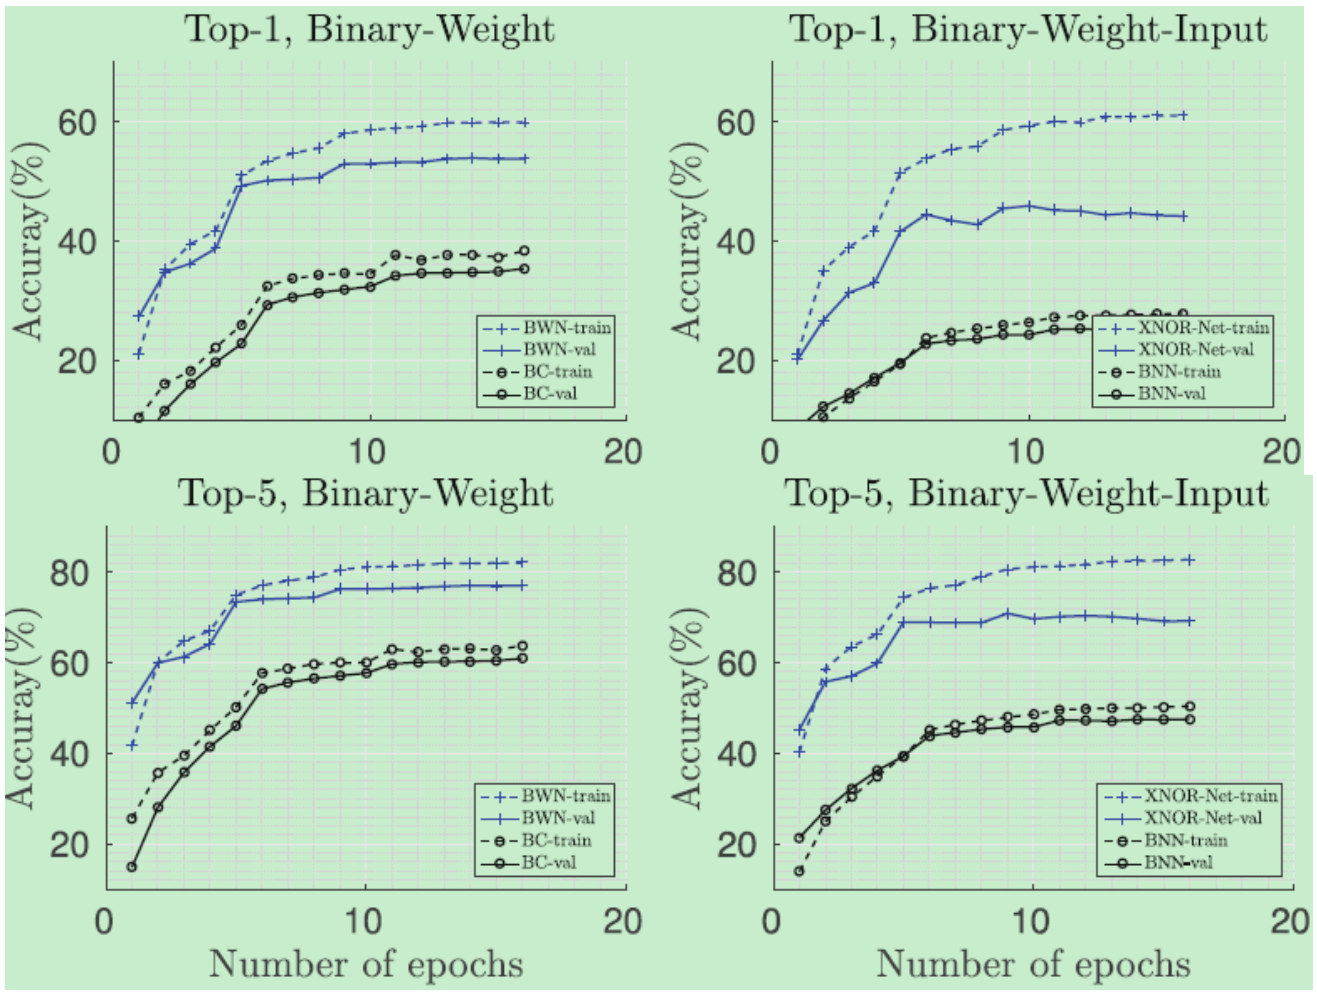 Top-1, Binary-Weight
Accuray(%)
60
40
20
0
10
20
BWN-train
BWN-val
BC-train
BC-val
Top-1, Binary-Weight-Input
Accuray(%)
60
40
20
0
10
20
XNOR-Net-train
XNOR-Net-val
BNN-train
BNN-val
Top-5, Binary-Weight
Accuray(%)
80
60
40
20
0
10
20
BWN-train
BWN-val
BC-train
BC-val
Number of epochs
Top-5, Binary-Weight-Input
Accuray(%)
80
60
40
20
0
10
20
XNOR-Net-train
XNOR-Net-val
BNN-train
BNN-val
Number of epochs